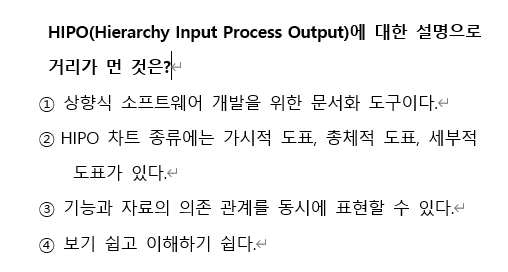 HIPO(Hierarchy Input Process Output)에 대한 설명으로
거리가 먼 것은?↵
① 상향식 소프트웨어 개발을 위한 문서화 도구이다.↵
② HIPO 차트 종류에는 가시적 도표, 총체적 도표, 세부적
도표가 있다.↵
③ 기능과 자료의 의존 관계를 동시에 표현할 수 있다.↵
④ 보기 쉽고 이해하기 쉽다.↵